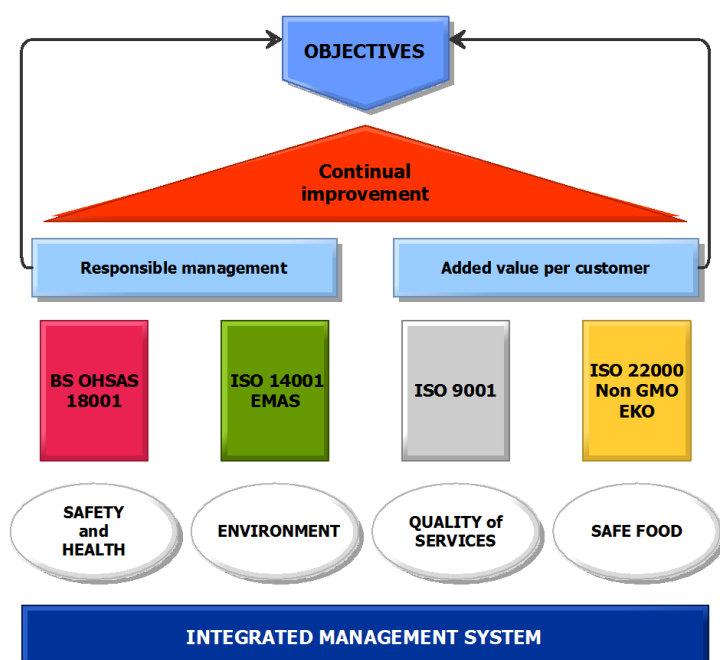 OBJECTIVES
Continual
improvement
Responsible management
Added value per customer
BS OHSAS
18001
ISO 14001
EMAS
ISO 9001
ISO 22000
Non GMO
EKO
SAFETY
and
HEALTH
ENVIRONMENT
QUALITY of
SERVICES
SAFE FOOD
INTEGRATED MANAGEMENT SYSTEM